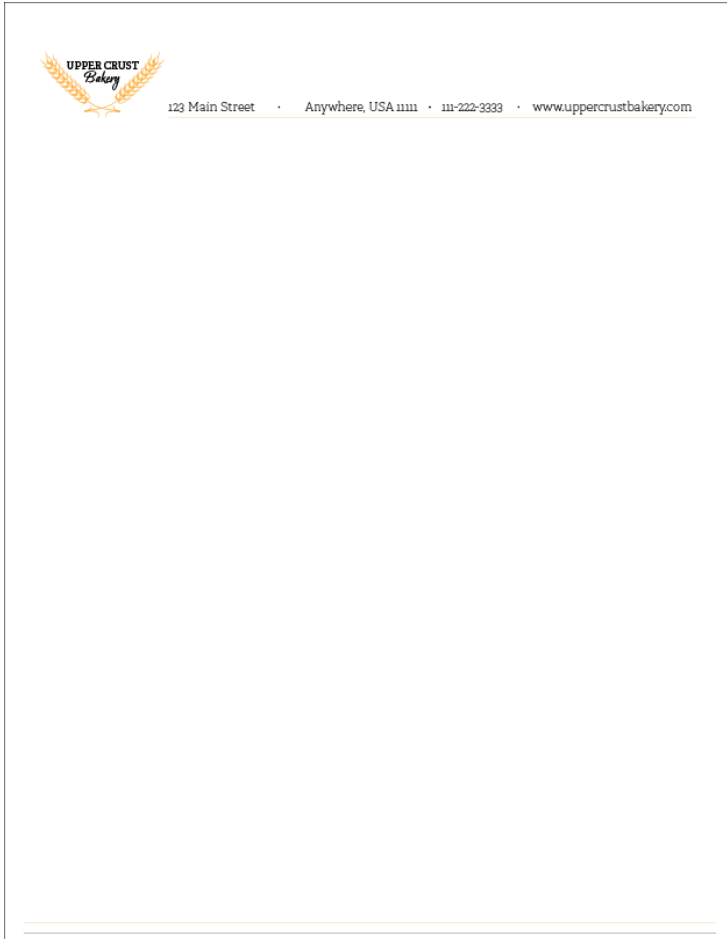 UPPER CRUST
Bakery
123 Main Street · Anywhere, USA 11111 · 111-222-3333 · www.uppercrustbakery.com